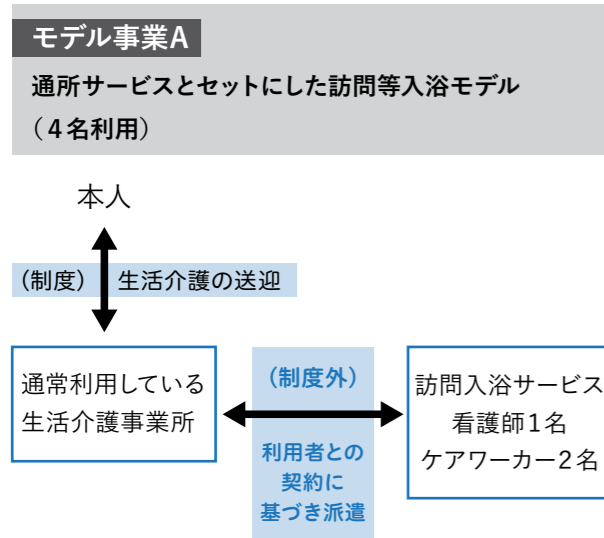 モデル事業A
通所サービスとセットにした訪問等入浴モデル
（4名利用）
本人
（制度） 生活介護の送迎
通常利用している
生活介護事業所
（制度外）
利用者との
契約に
基づき派遣
訪問入浴サービス
看護師1名
ケアワーカー2名